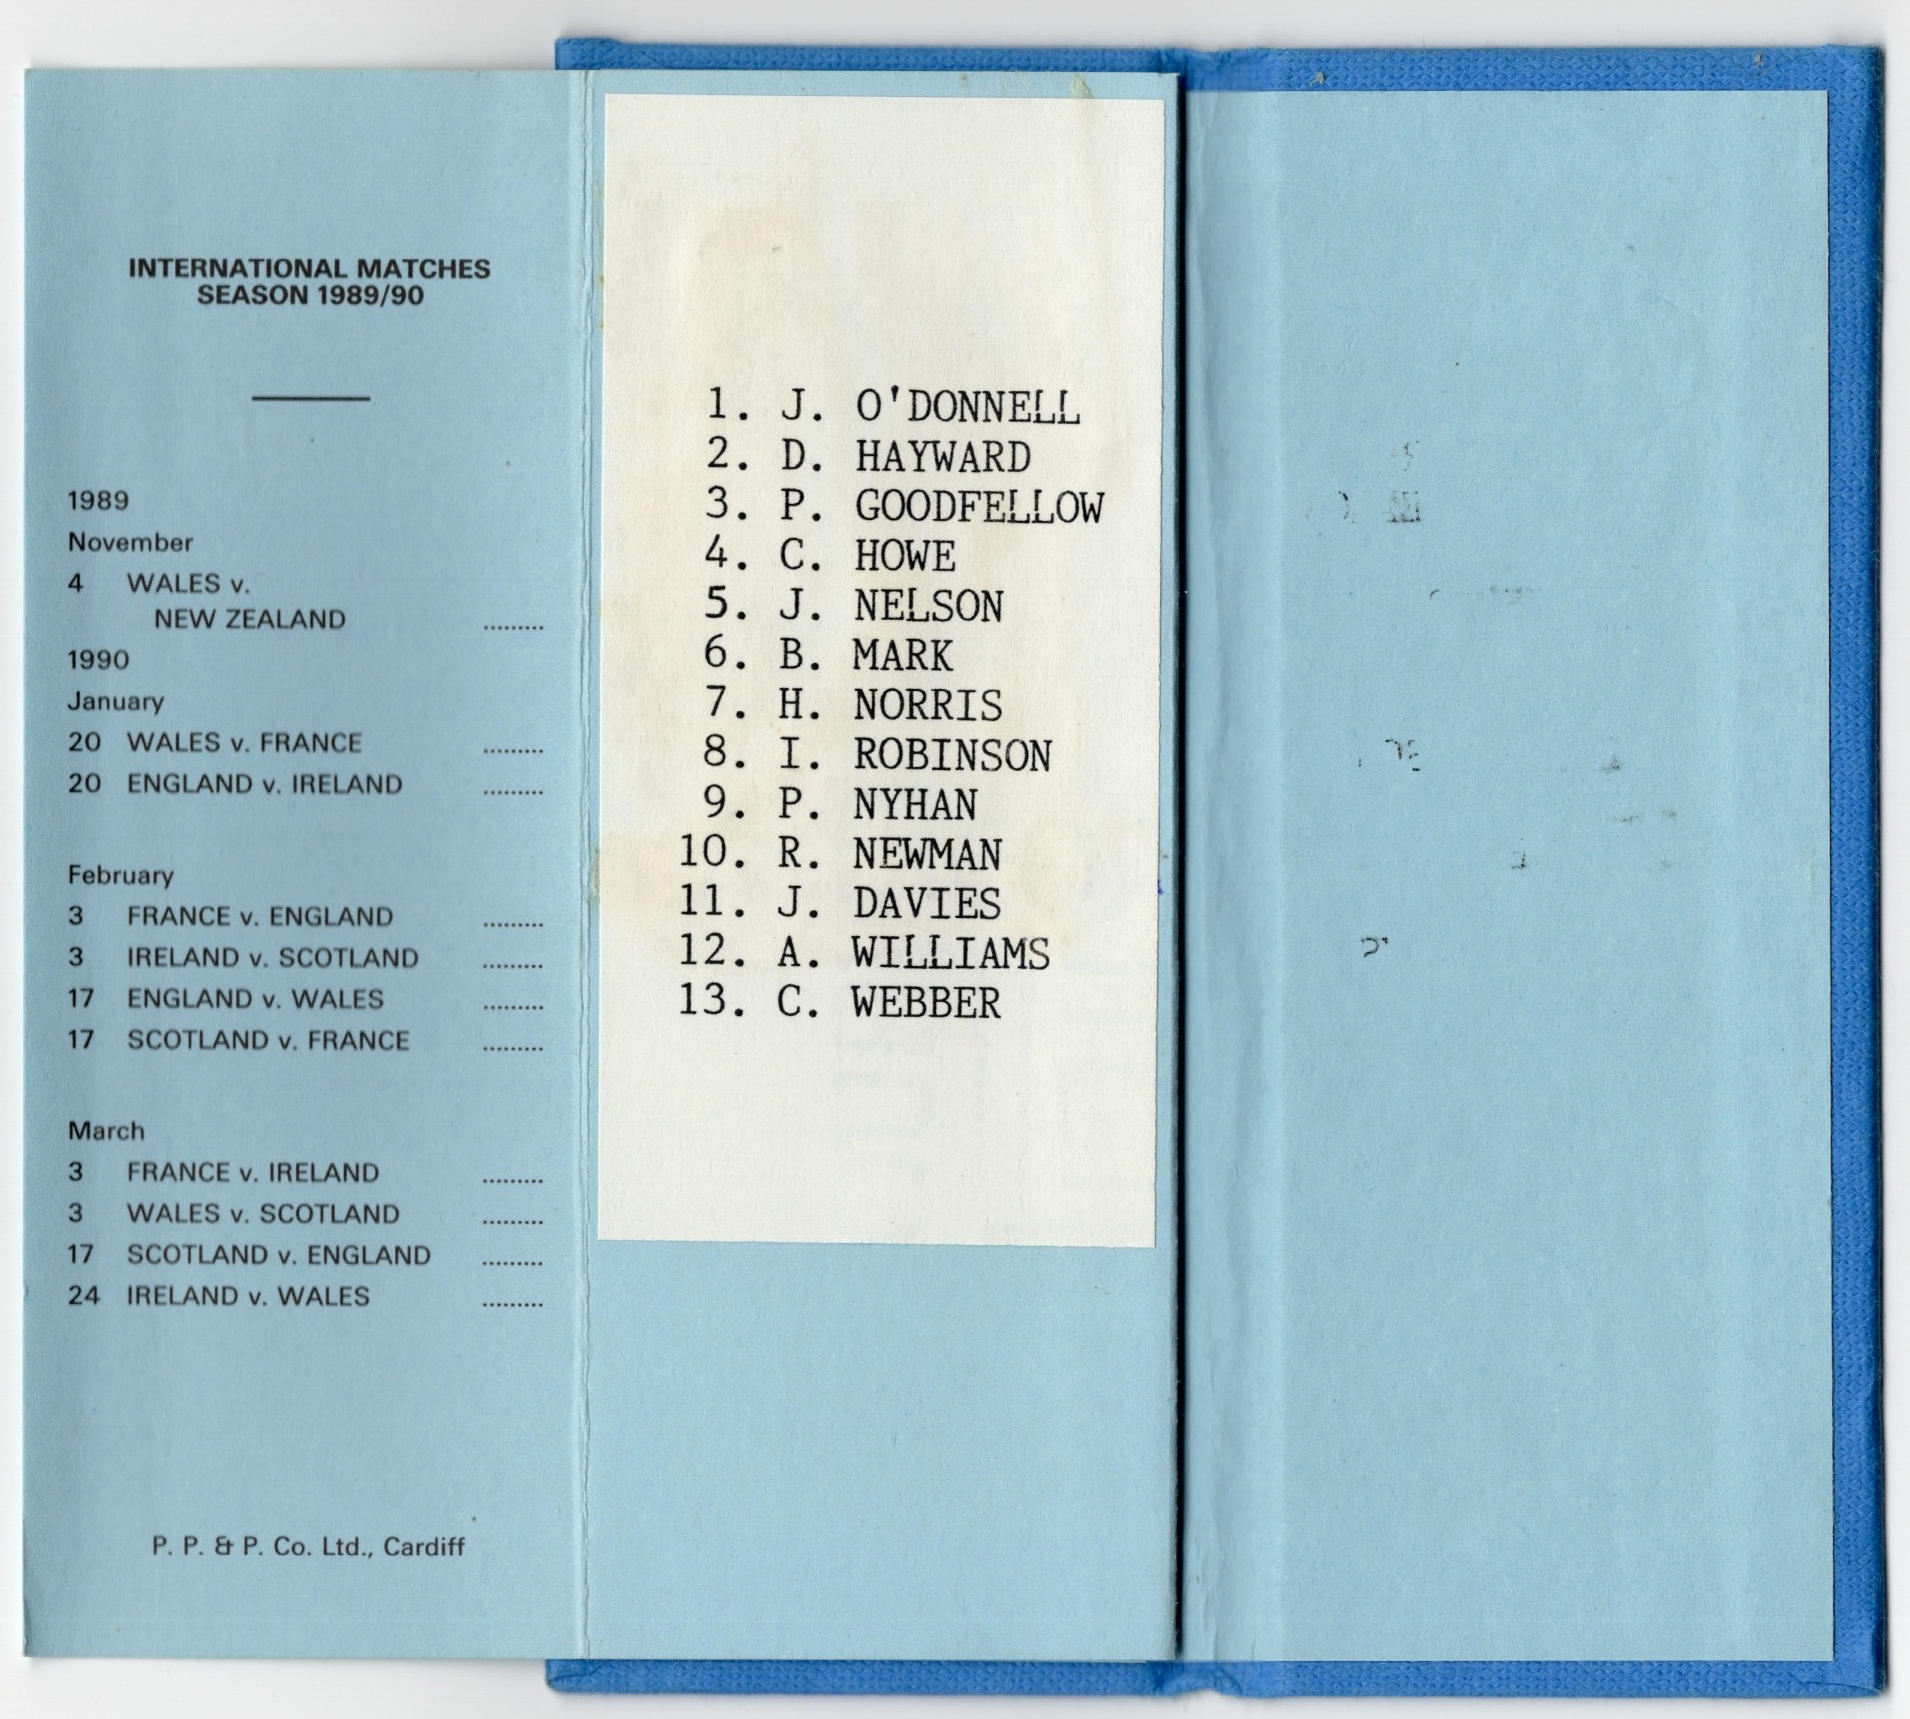 INTERNATIONAL MATCHES
SEASON 1989/90
1989
November
4 WALES v.
NEW ZEALAND .........
1990
January
20 WALES v. FRANCE .........
20 ENGLAND v. IRELAND .........
February
3 FRANCE v. ENGLAND .........
3 IRELAND v. SCOTLAND .........
17 ENGLAND v. WALES .........
17 SCOTLAND v. FRANCE .........
March
3 FRANCE v. IRELAND .........
3 WALES v. SCOTLAND .........
17 SCOTLAND v. ENGLAND .........
24 IRELAND v. WALES .........
P. P. & P. Co. Ltd., Cardiff
1. J. O'DONNELL
2. D. HAYWARD
3. P. GOODFELLOW
4. C. HOWE
5. J. NELSON
6. B. MARK
7. H. NORRIS
8. I. ROBINSON
9. P. NYHAN
10. R. NEWMAN
11. J. DAVIES
12. A. WILLIAMS
13. C. WEBBER